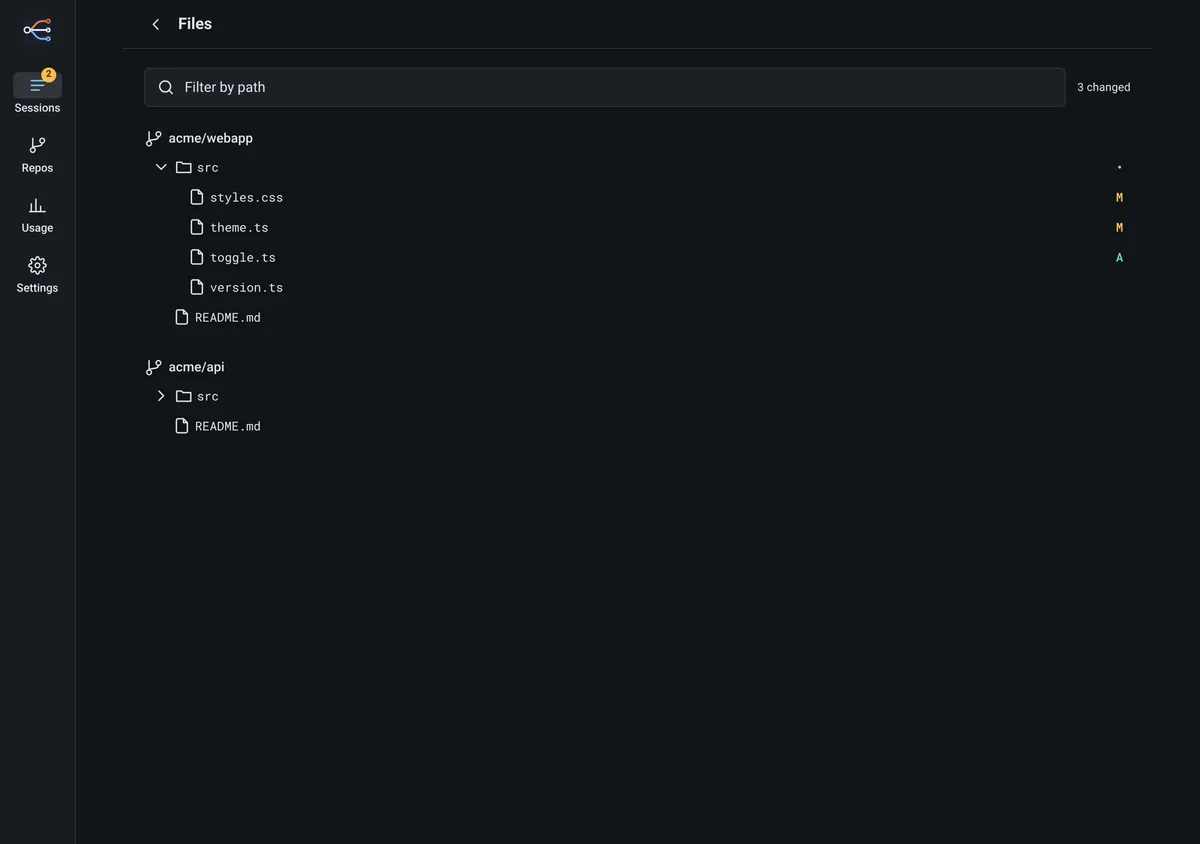 Files
2
Sessions
Repos
Usage
Settings
Filter by path
3 changed
acme/webapp
src
styles.css M
theme.ts M
toggle.ts A
version.ts
README.md
acme/api
src
README.md